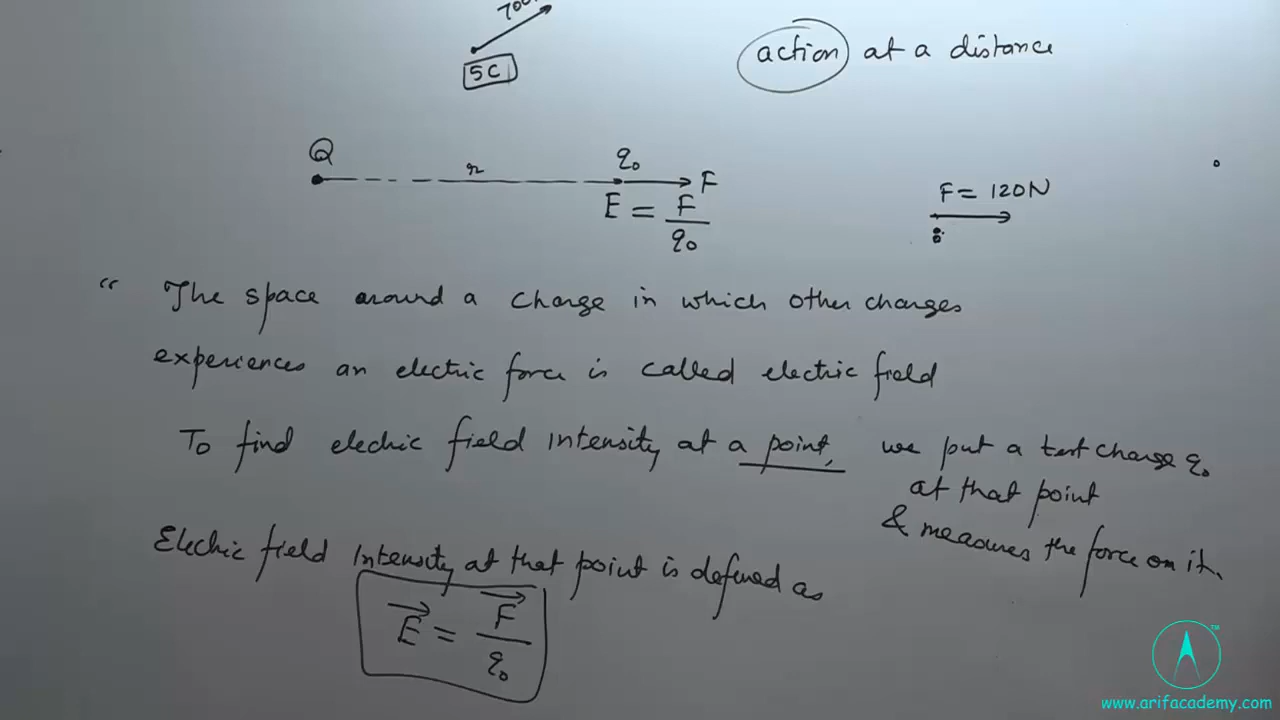 5C
action at a distance
Q r q₀ F
E = F/q₀
F = 120N
“ The space around a charge in which other charges
experiences an electric force is called electric field
To find electric field intensity at a point, we put a test charge q₀
at that point
& measures the force on it.
Electric field Intensity at that point is defined as
E⃗ = F⃗/q₀
www.arifacademy.com